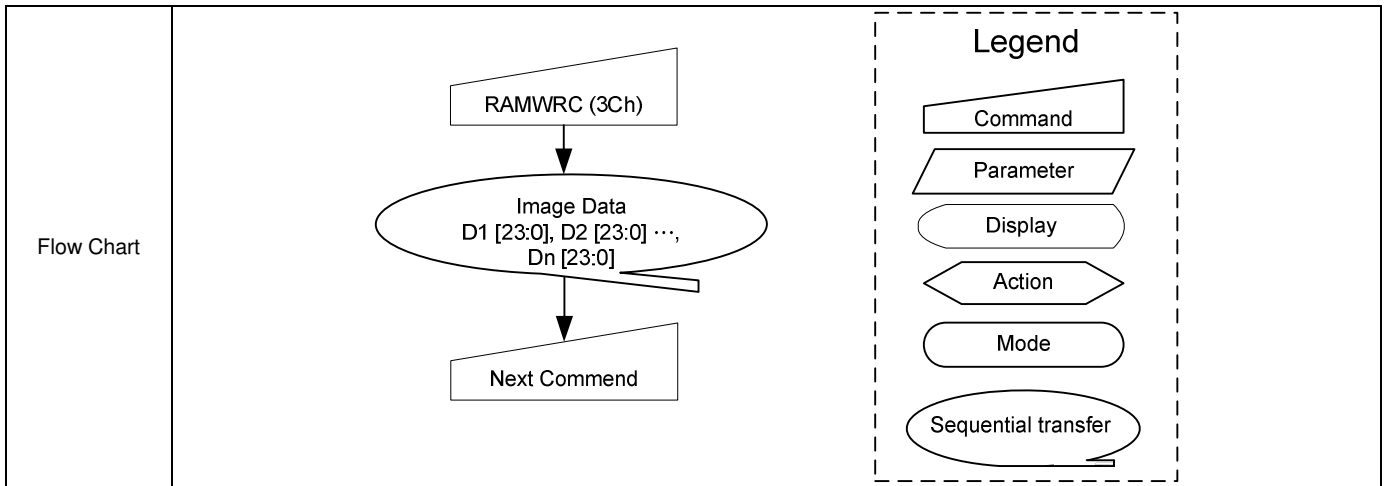 Flow Chart
RAMWRC (3Ch)
Image Data
D1 [23:0], D2 [23:0] ···,
Dn [23:0]
Next Commend
Legend
Command
Parameter
Display
Action
Mode
Sequential transfer